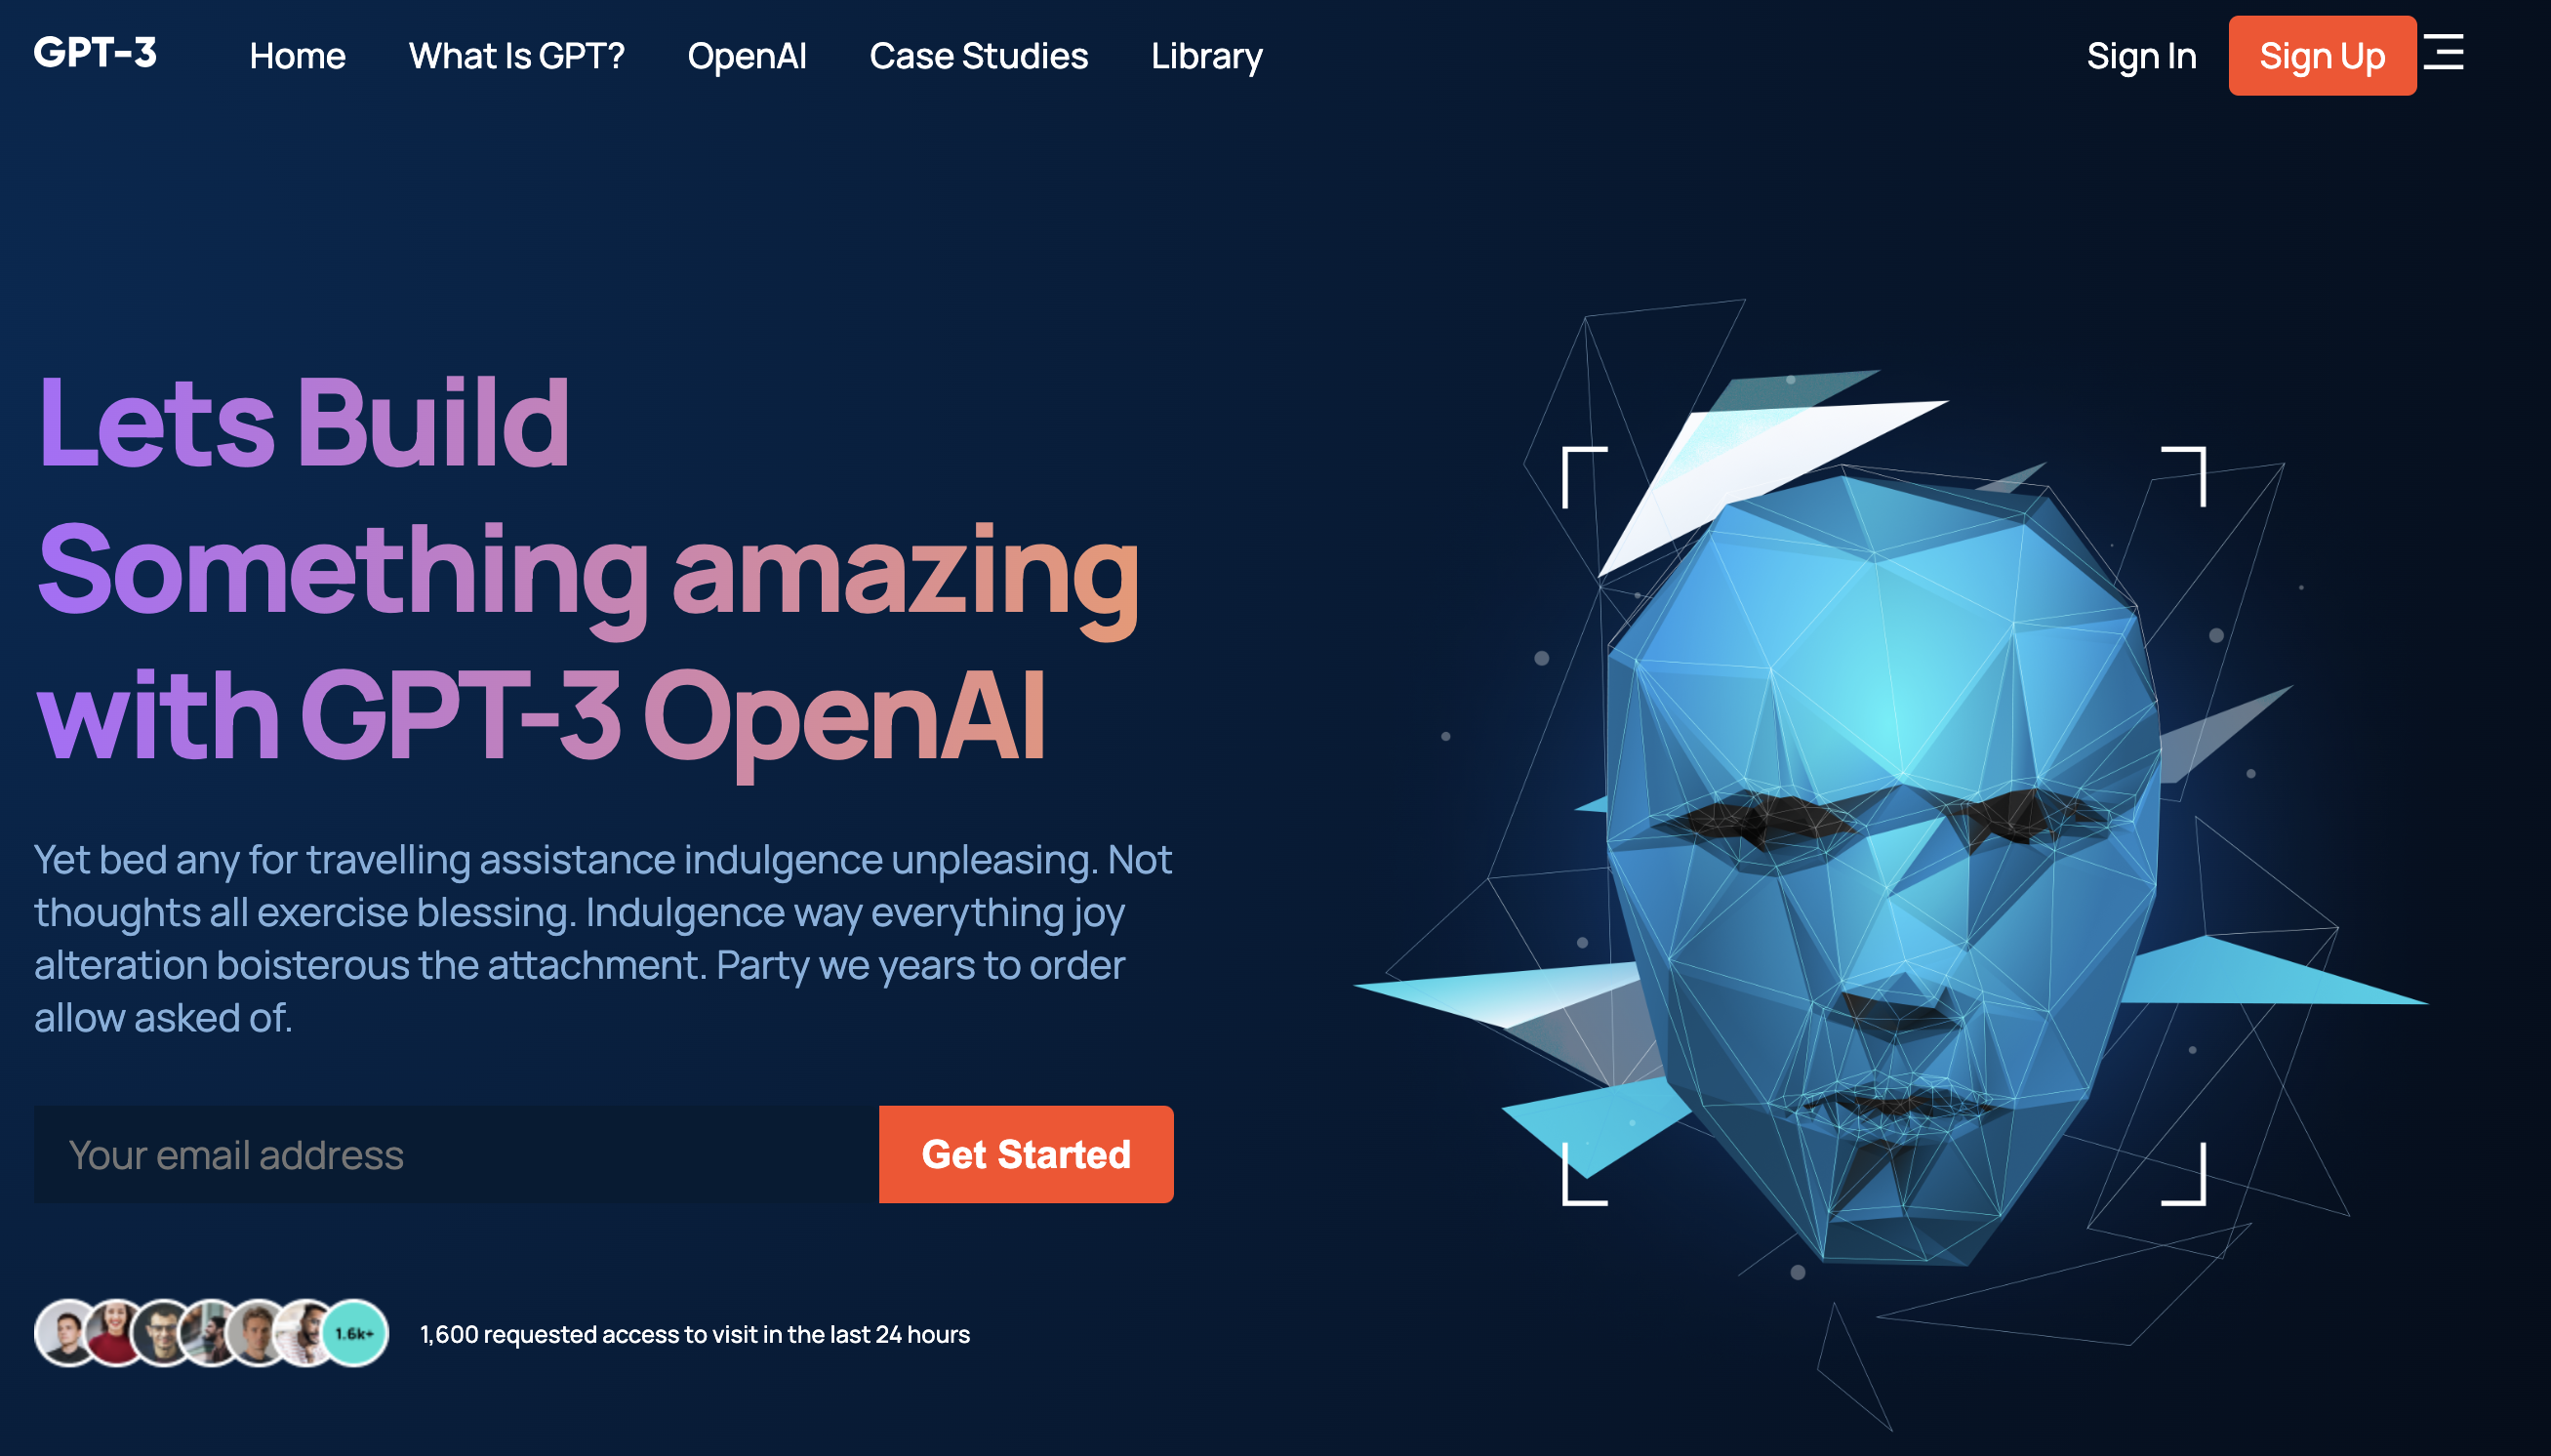 GPT-3
Home
What Is GPT?
OpenAI
Case Studies
Library
Sign In
Sign Up
Lets Build
Something amazing
with GPT-3 OpenAI
Yet bed any for travelling assistance indulgence unpleasing. Not
thoughts all exercise blessing. Indulgence way everything joy
alteration boisterous the attachment. Party we years to order
allow asked of.
Your email address
Get Started
1.6k+
1,600 requested access to visit in the last 24 hours